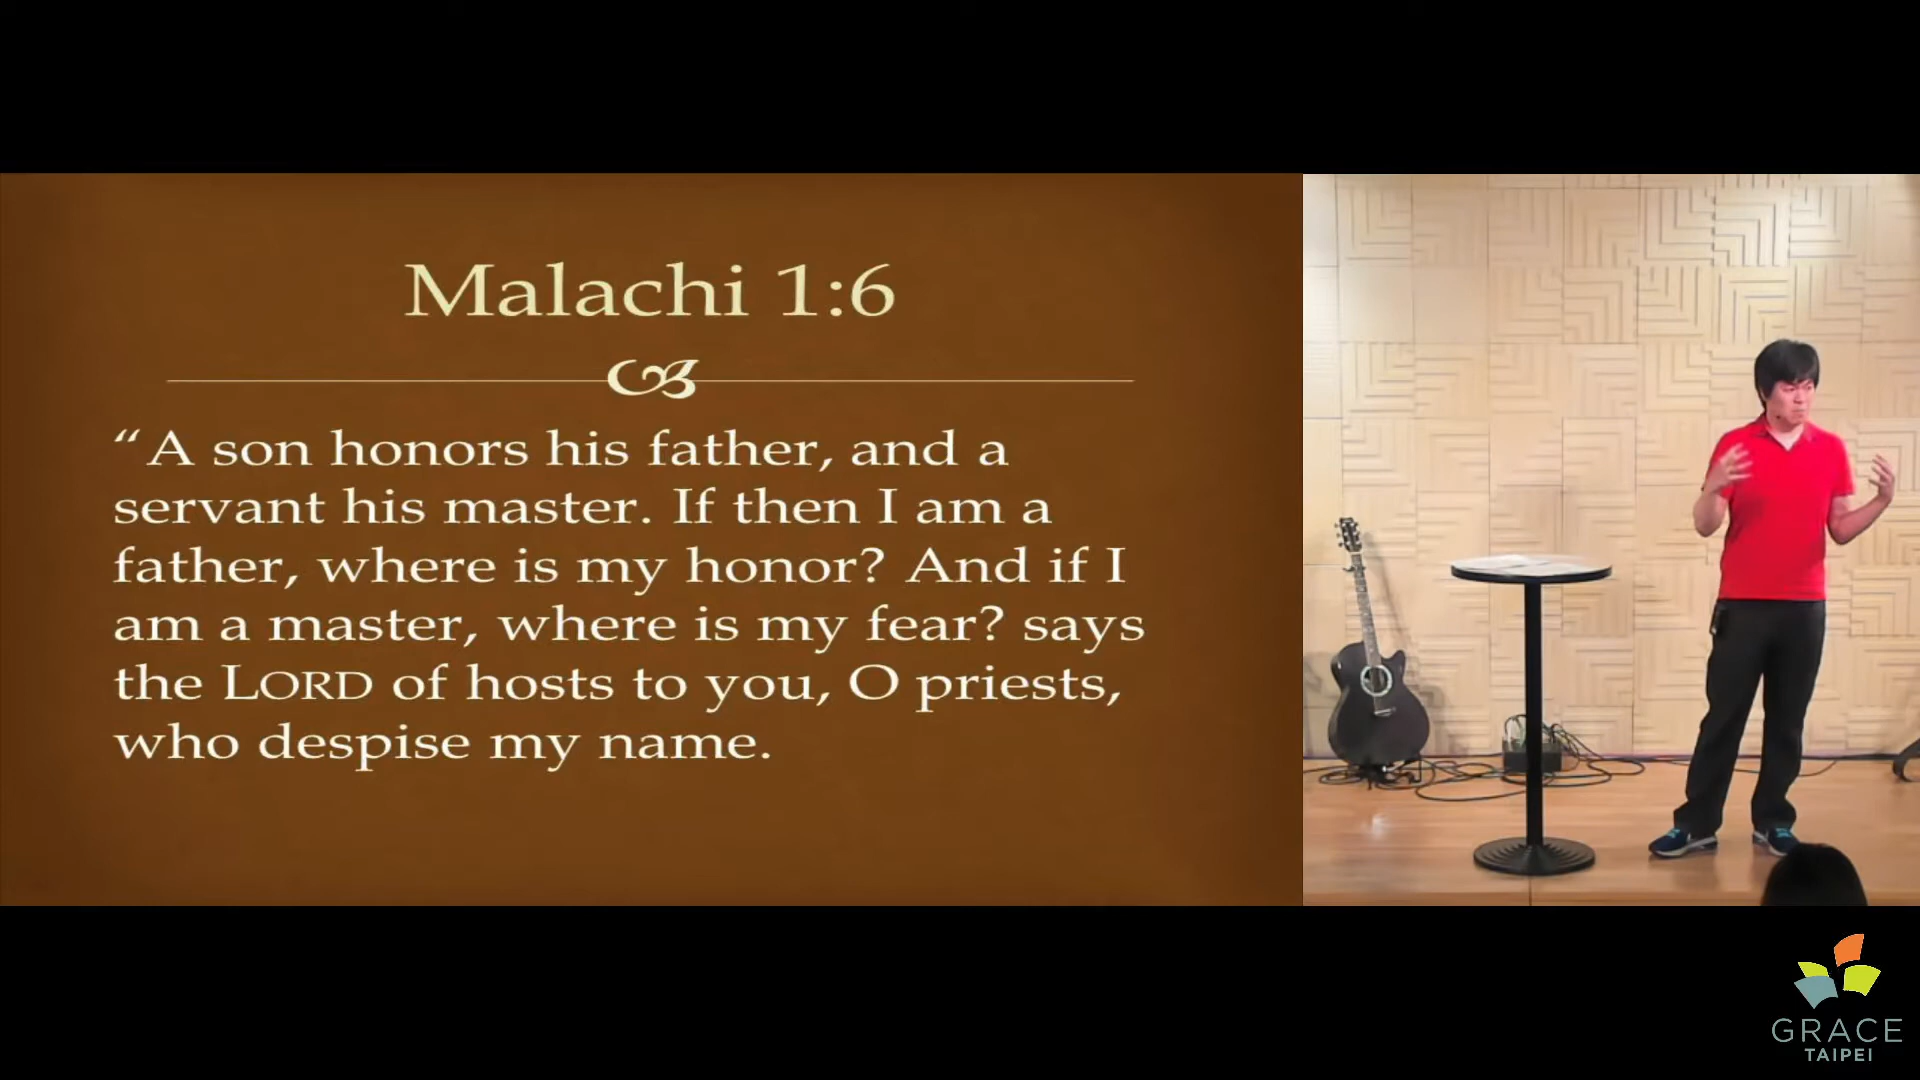 Malachi 1:6
“A son honors his father, and a
servant his master. If then I am a
father, where is my honor? And if I
am a master, where is my fear? says
the LORD of hosts to you, O priests,
who despise my name.
GRACE
TAIPEI